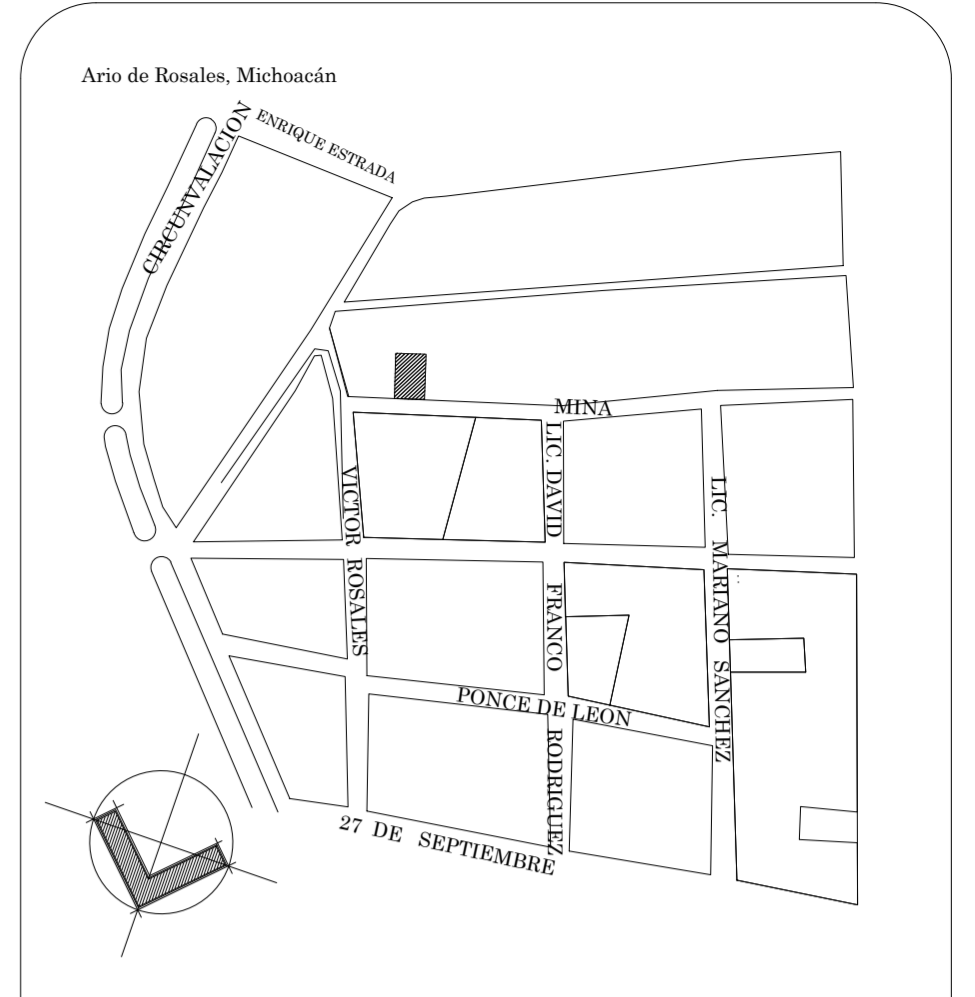 Ario de Rosales, Michoacán
ENRIQUE ESTRADA
CIRCUNVALACION
MINA
LIC. DAVID FRANCO RODRIGUEZ
VICTOR ROSALES
LIC. MARIANO SANCHEZ
PONCE DE LEON
27 DE SEPTIEMBRE